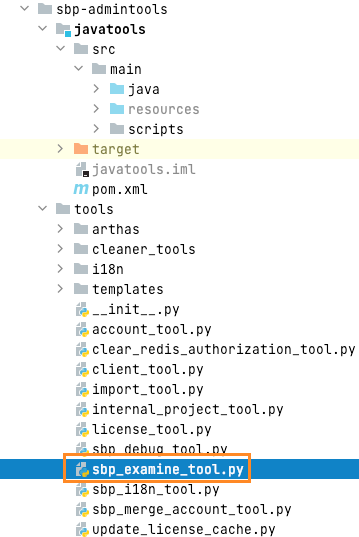 sbp-admintools
javatools
src
main
java
resources
scripts
target
javatools.iml
pom.xml
tools
arthas
cleaner_tools
i18n
templates
__init__.py
account_tool.py
clear_redis_authorization_tool.py
client_tool.py
import_tool.py
internal_project_tool.py
license_tool.py
sbp_debug_tool.py
sbp_examine_tool.py
sbp_i18n_tool.py
sbp_merge_account_tool.py
update_license_cache.py